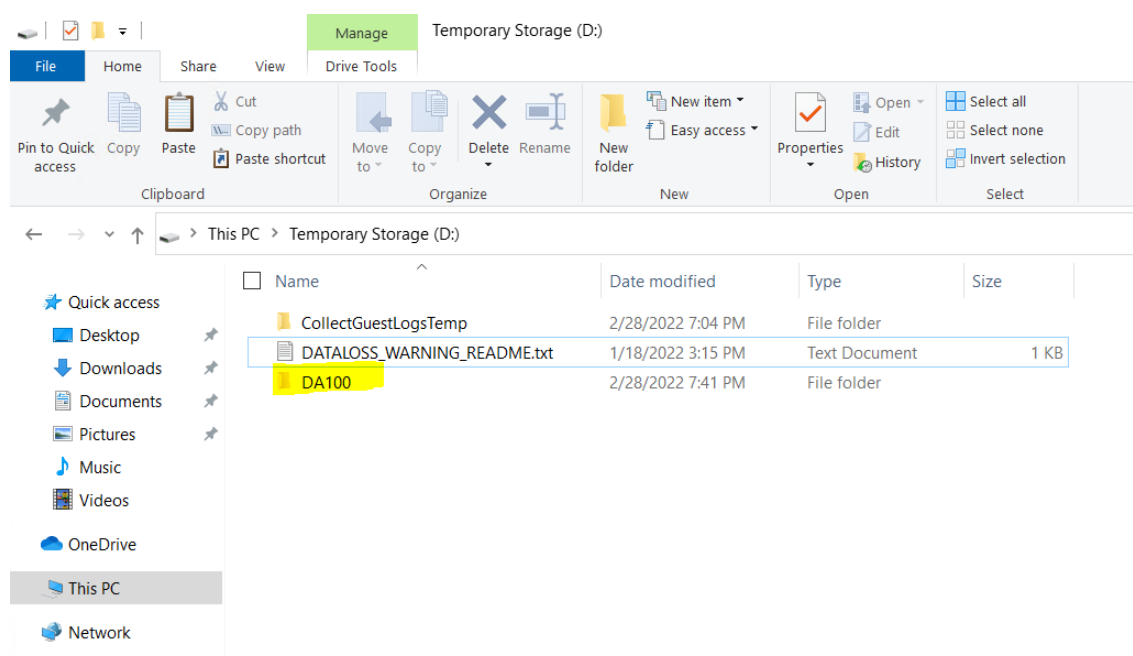 Manage
Temporary Storage (D:)
File
Home
Share
View
Drive Tools
Pin to Quick access
Copy
Paste
Cut
Copy path
Paste shortcut
Clipboard
Move to
Copy to
Delete
Rename
Organize
New folder
New item
Easy access
New
Properties
Open
Edit
History
Open
Select all
Select none
Invert selection
Select
This PC > Temporary Storage (D:)
Name Date modified Type Size
Quick access
Desktop
Downloads
Documents
Pictures
Music
Videos
OneDrive
This PC
Network
CollectGuestLogsTemp 2/28/2022 7:04 PM File folder
DATALOSS_WARNING_README.txt 1/18/2022 3:15 PM Text Document 1 KB
DA100 2/28/2022 7:41 PM File folder